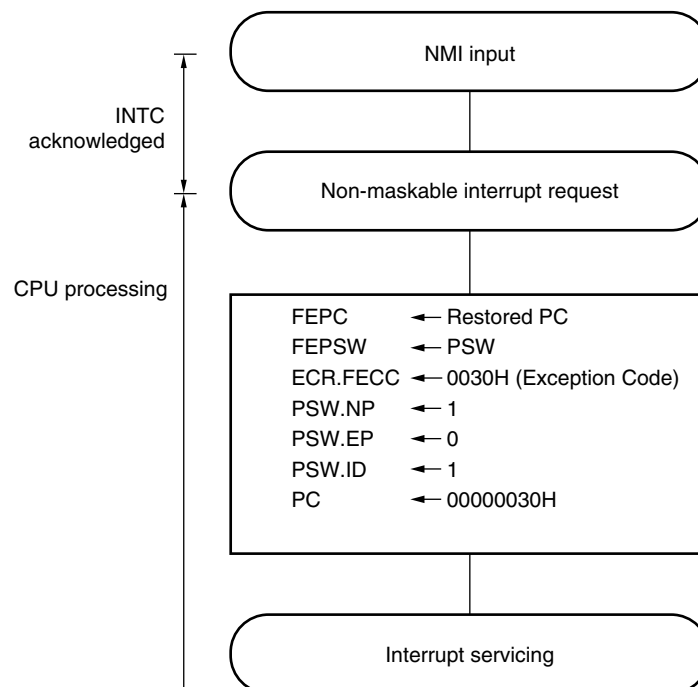 NMI input
INTC
acknowledged
Non-maskable interrupt request
CPU processing
FEPC ← Restored PC
FEPSW ← PSW
ECR.FECC ← 0030H (Exception Code)
PSW.NP ← 1
PSW.EP ← 0
PSW.ID ← 1
PC ← 00000030H
Interrupt servicing